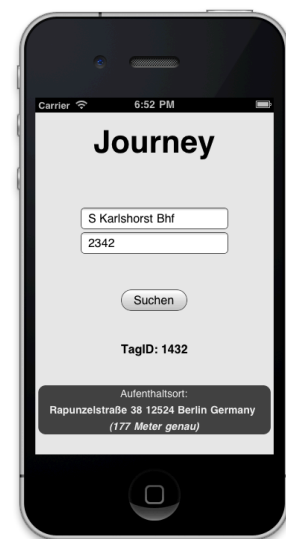 Carrier 6:52 PM
Journey
S Karlshorst Bhf
2342
Suchen
TagID: 1432
Aufenthaltsort:
Rapunzelstraße 38 12524 Berlin Germany
(177 Meter genau)